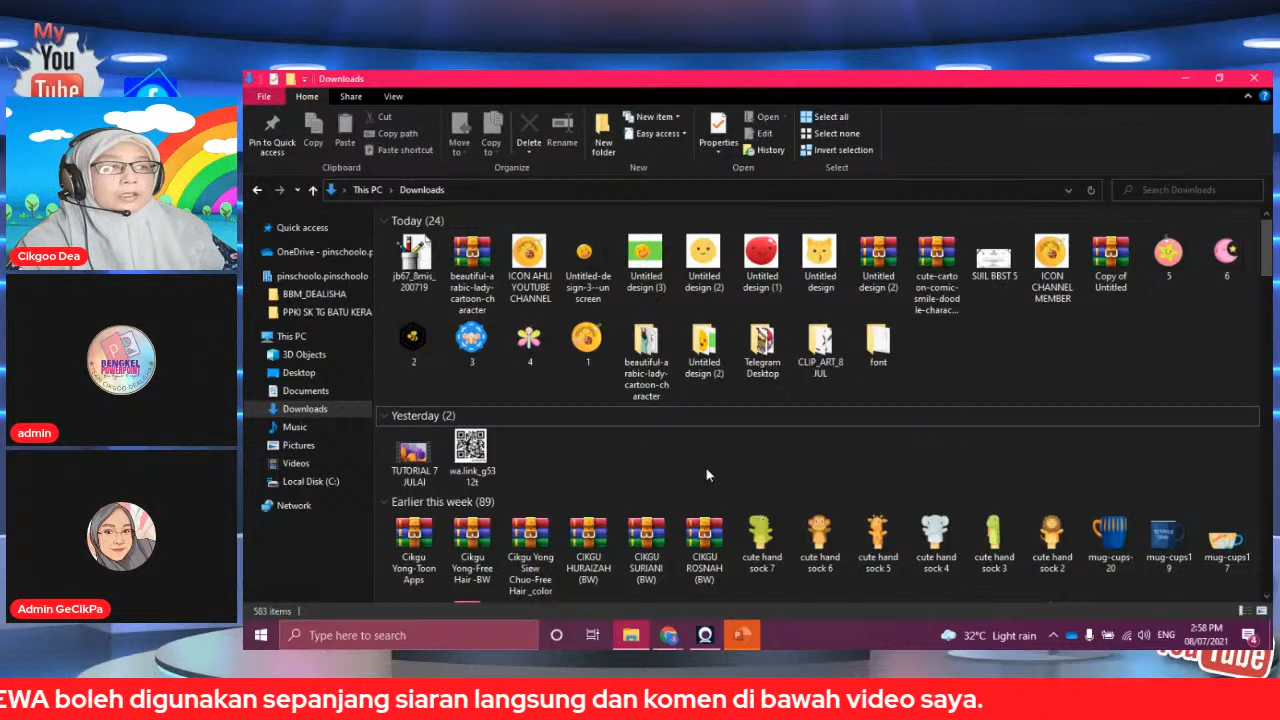 My
You
Tube
Cikgoo Dea
BENGKEL
POWERPOINT
admin
Admin GeCikPa
Downloads
File Home Share View
Pin to Quick access
Copy
Paste
Cut
Copy path
Paste shortcut
Clipboard
Move to
Copy to
Delete
Rename
Organize
New folder
New item
Easy access
New
Properties
Open
Edit
History
Open
Select all
Select none
Invert selection
Select
This PC > Downloads
Search Downloads
Quick access
OneDrive - pinschoolo.p
pinschoolo.pinschoolo
BBM_DEALISHA
PPKI SK TG BATU KERA
This PC
3D Objects
Desktop
Documents
Downloads
Music
Pictures
Videos
Local Disk (C:)
Network
Today (24)
jb67_8mis_200719
beautiful-arabic-lady-cartoon-character
ICON AHLI YOUTUBE CHANNEL
Untitled-design-3--unscreen
Untitled design (3)
Untitled design (2)
Untitled design (1)
Untitled design
Untitled design (2)
cute-cartoon-comic-smile-doodle-charac...
SIJIL BBST 5
ICON CHANNEL MEMBER
Copy of Untitled
5
6
2
3
4
1
beautiful-arabic-lady-cartoon-character
Untitled design (2)
Telegram Desktop
CLIP_ART_8 JUL
font
Yesterday (2)
TUTORIAL 7 JULAI
wa.link_g5312t
Earlier this week (89)
Cikgu Yong-Toon Apps
Cikgu Yong-Free Hair -BW
Cikgu Yong Siew Chuo-Free Hair _color
CIKGU HURAIZAH (BW)
CIKGU SURIANI (BW)
CIKGU ROSNAH (BW)
cute hand sock 7
cute hand sock 6
cute hand sock 5
cute hand sock 4
cute hand sock 3
cute hand sock 2
mug-cups-20
mug-cups19
mug-cups17
583 items
Type here to search
32°C Light rain
ENG
2:58 PM
08/07/2021
4
EWA boleh digunakan sepanjang siaran langsung dan komen di bawah video saya.